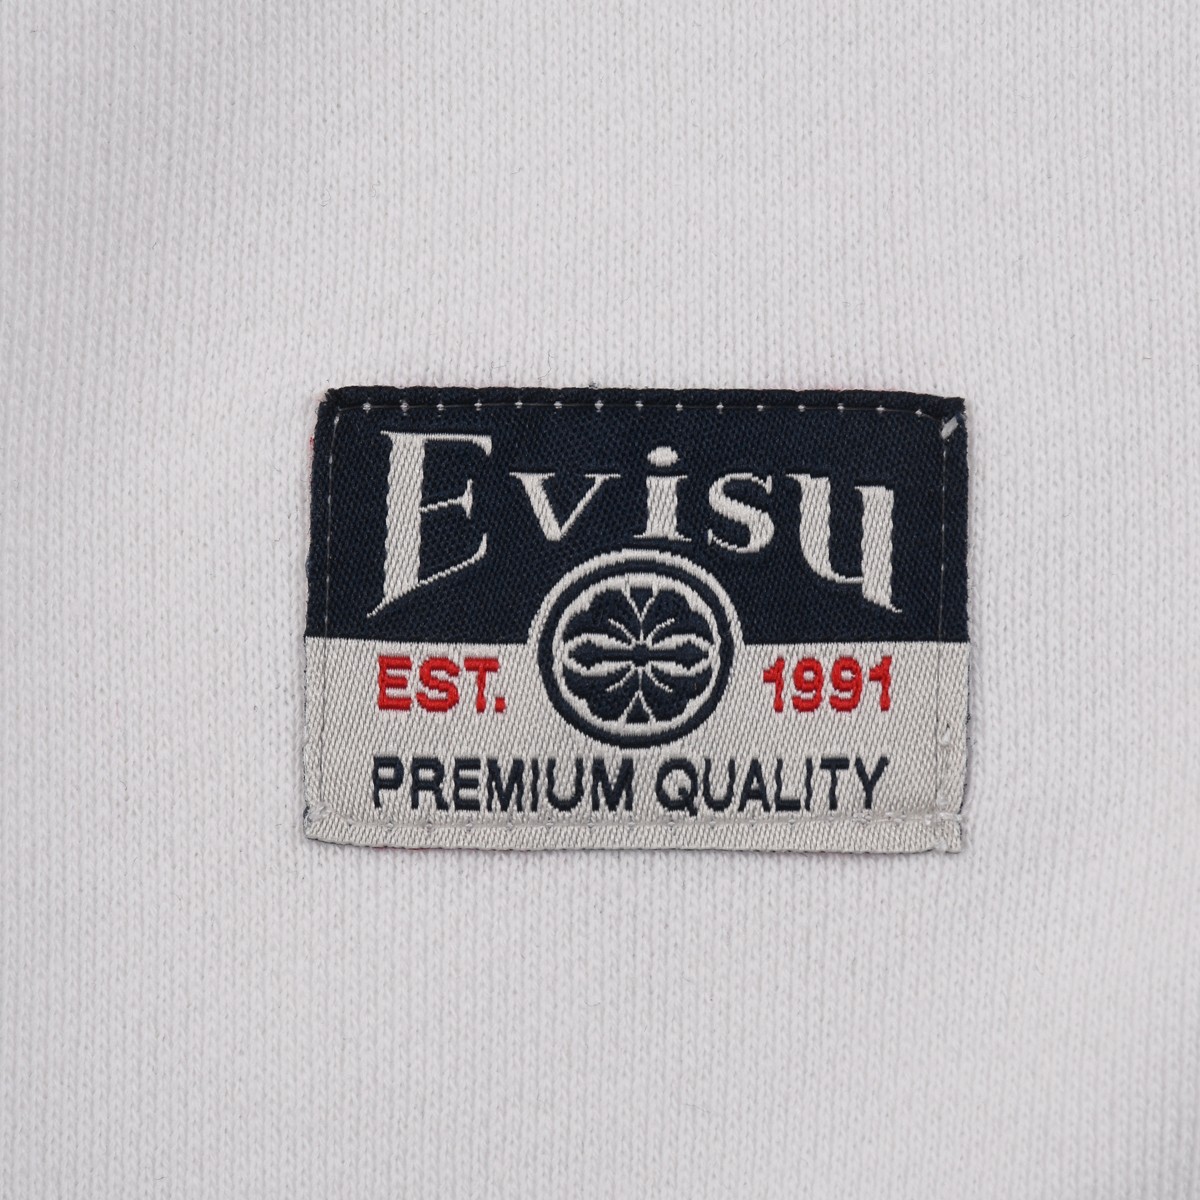 Evisu
EST. 1991
PREMIUM QUALITY